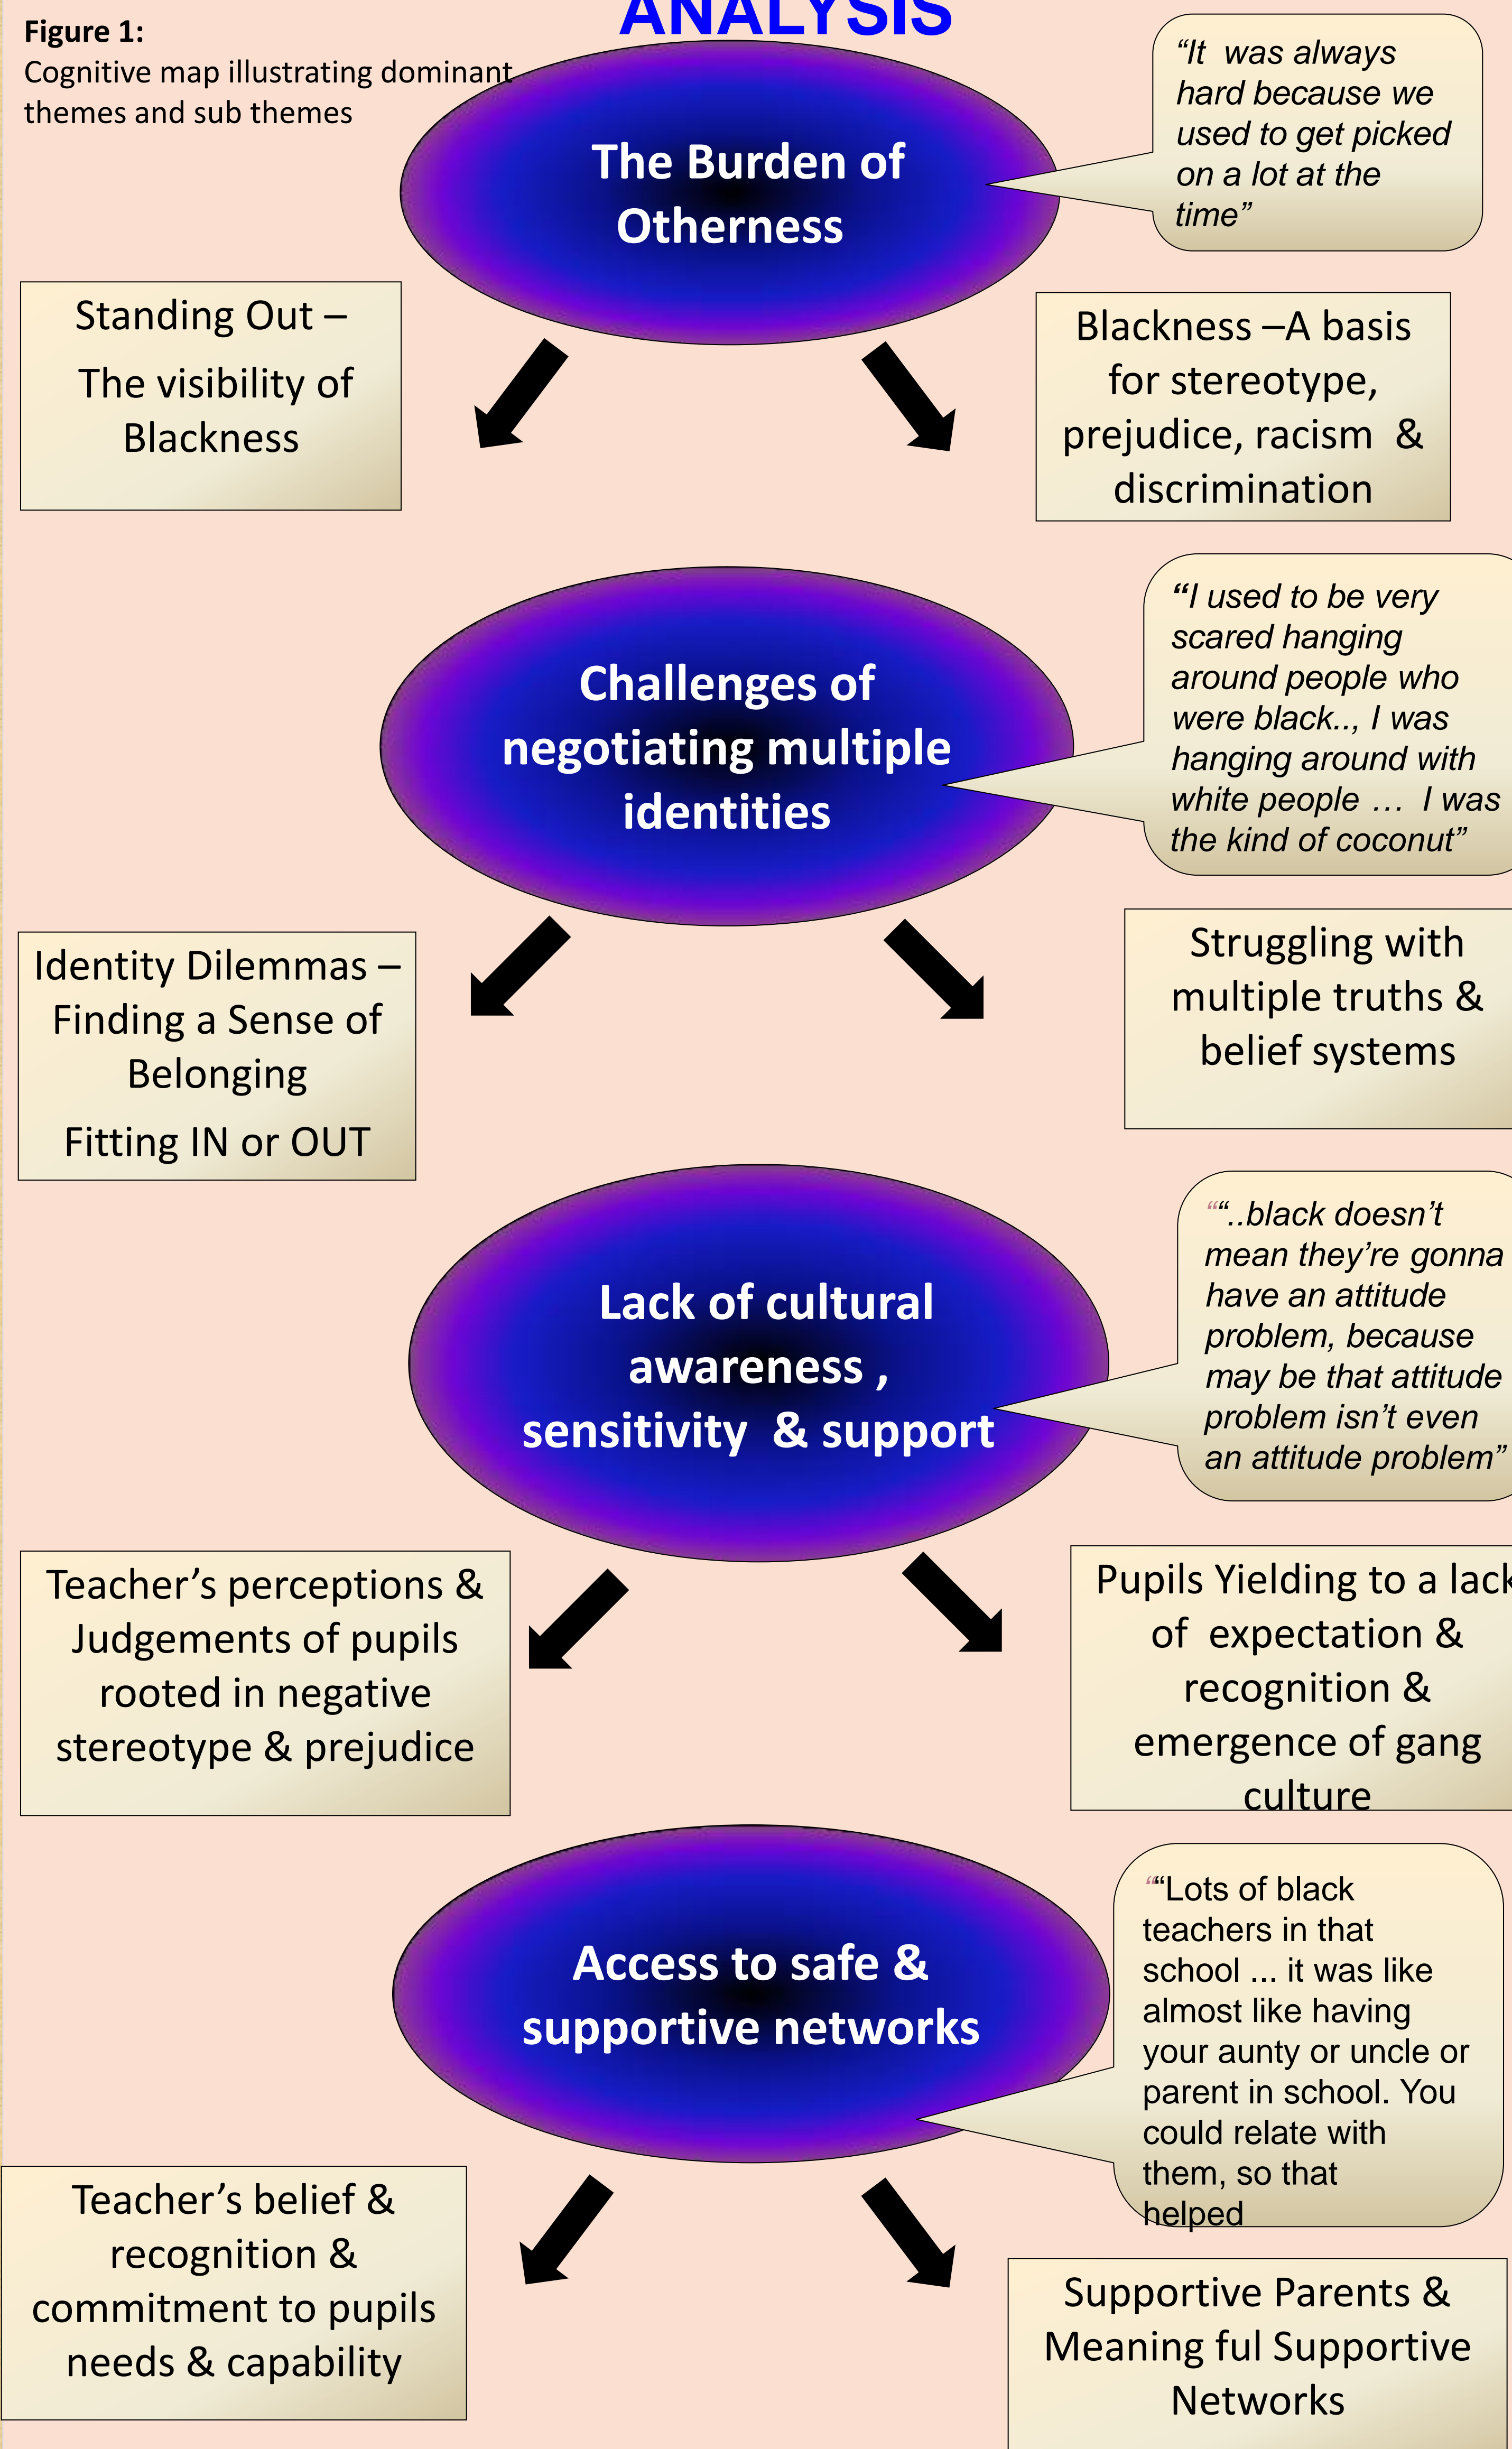 ANALYSIS
Figure 1:
Cognitive map illustrating dominant
themes and sub themes
The Burden of
Otherness
“It was always
hard because we
used to get picked
on a lot at the
time”
Standing Out –
The visibility of
Blackness
Blackness –A basis
for stereotype,
prejudice, racism &
discrimination
Challenges of
negotiating multiple
identities
“I used to be very
scared hanging
around people who
were black.., I was
hanging around with
white people … I was
the kind of coconut”
Identity Dilemmas –
Finding a Sense of
Belonging
Fitting IN or OUT
Struggling with
multiple truths &
belief systems
Lack of cultural
awareness ,
sensitivity & support
““..black doesn’t
mean they’re gonna
have an attitude
problem, because
may be that attitude
problem isn’t even
an attitude problem”
Teacher’s perceptions &
Judgements of pupils
rooted in negative
stereotype & prejudice
Pupils Yielding to a lack
of expectation &
recognition &
emergence of gang
culture
Access to safe &
supportive networks
““Lots of black
teachers in that
school ... it was like
almost like having
your aunty or uncle or
parent in school. You
could relate with
them, so that
helped
Teacher’s belief &
recognition &
commitment to pupils
needs & capability
Supportive Parents &
Meaning ful Supportive
Networks